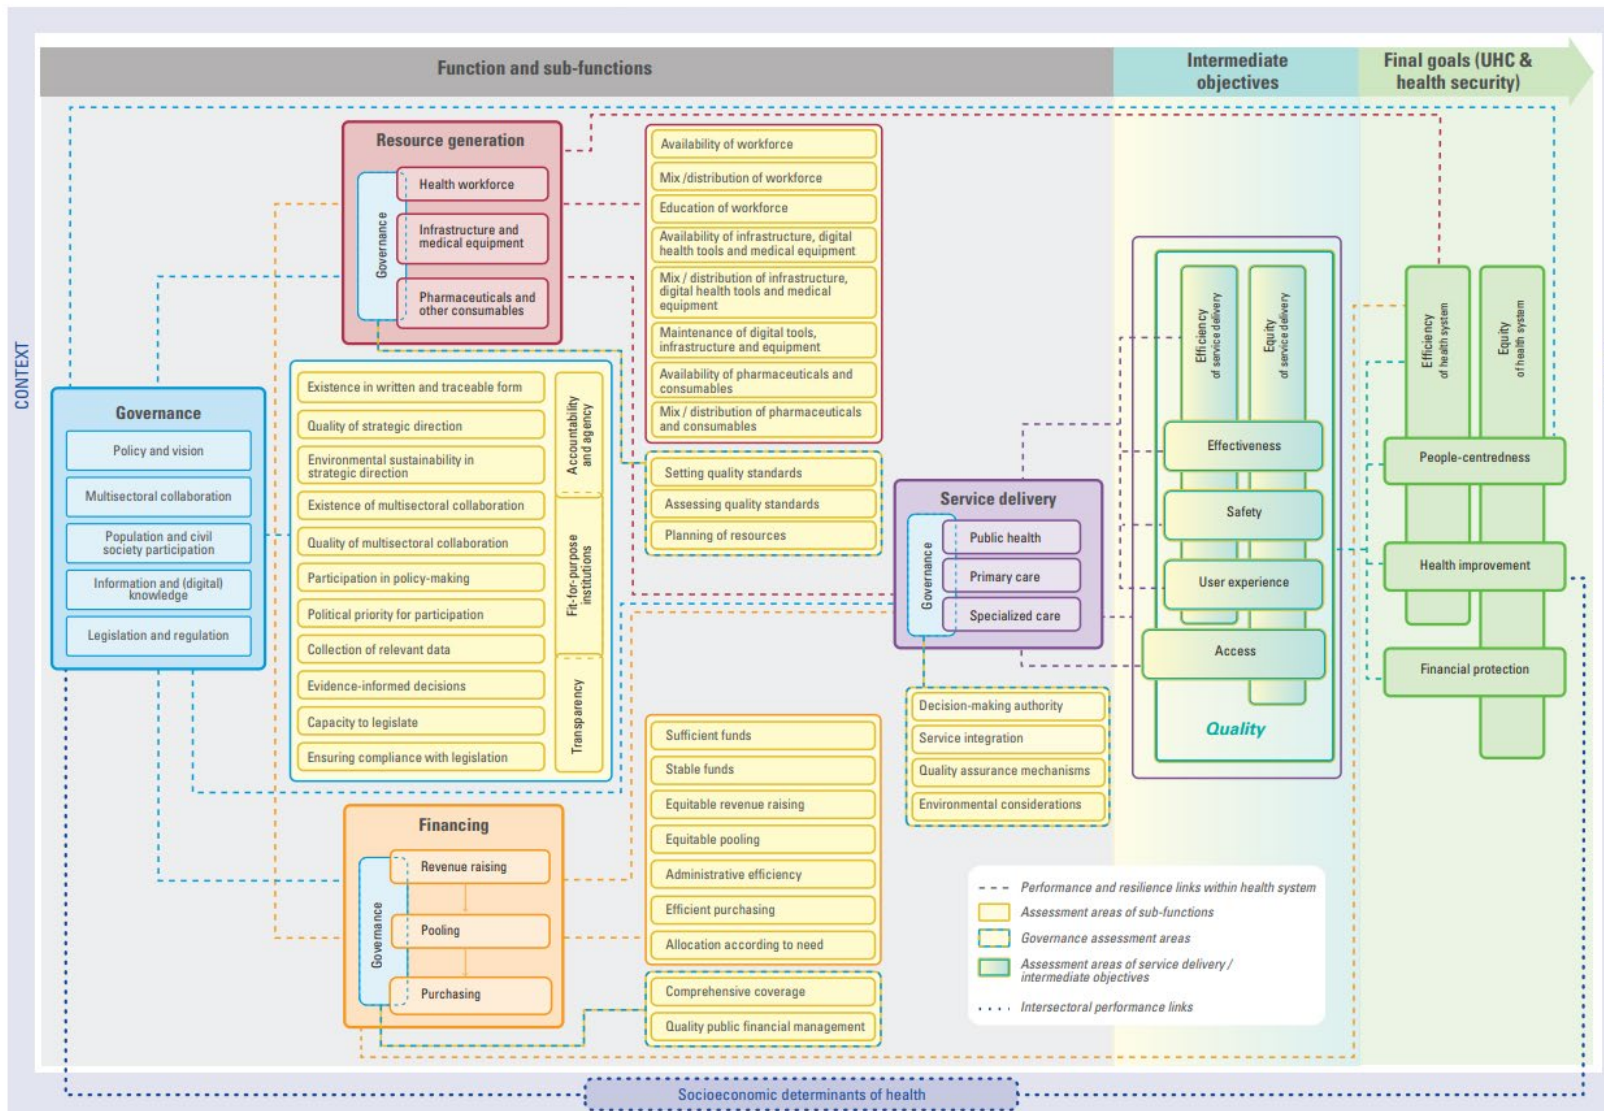 CONTEXT
Function and sub-functions
Intermediate
objectives
Final goals (UHC &
health security)
Governance
Policy and vision
Multisectoral collaboration
Population and civil
society participation
Information and (digital)
knowledge
Legislation and regulation
Resource generation
Governance
Health workforce
Infrastructure and
medical equipment
Pharmaceuticals and
other consumables
Existence in written and traceable form
Quality of strategic direction
Environmental sustainability in
strategic direction
Existence of multisectoral collaboration
Quality of multisectoral collaboration
Participation in policy-making
Political priority for participation
Collection of relevant data
Evidence-informed decisions
Capacity to legislate
Ensuring compliance with legislation
Accountability
and agency
Fit-for-purpose
institutions
Transparency
Financing
Governance
Revenue raising
Pooling
Purchasing
Availability of workforce
Mix /distribution of workforce
Education of workforce
Availability of infrastructure, digital
health tools and medical equipment
Mix / distribution of infrastructure,
digital health tools and medical
equipment
Maintenance of digital tools,
infrastructure and equipment
Availability of pharmaceuticals and
consumables
Mix / distribution of pharmaceuticals
and consumables
Setting quality standards
Assessing quality standards
Planning of resources
Sufficient funds
Stable funds
Equitable revenue raising
Equitable pooling
Administrative efficiency
Efficient purchasing
Allocation according to need
Comprehensive coverage
Quality public financial management
Service delivery
Governance
Public health
Primary care
Specialized care
Decision-making authority
Service integration
Quality assurance mechanisms
Environmental considerations
Efficiency
of service delivery
Equity
of service delivery
Effectiveness
Safety
User experience
Access
Quality
Efficiency
of health system
Equity
of health system
People-centredness
Health improvement
Financial protection
Performance and resilience links within health system
Assessment areas of sub-functions
Governance assessment areas
Assessment areas of service delivery /
intermediate objectives
Intersectoral performance links
Socioeconomic determinants of health